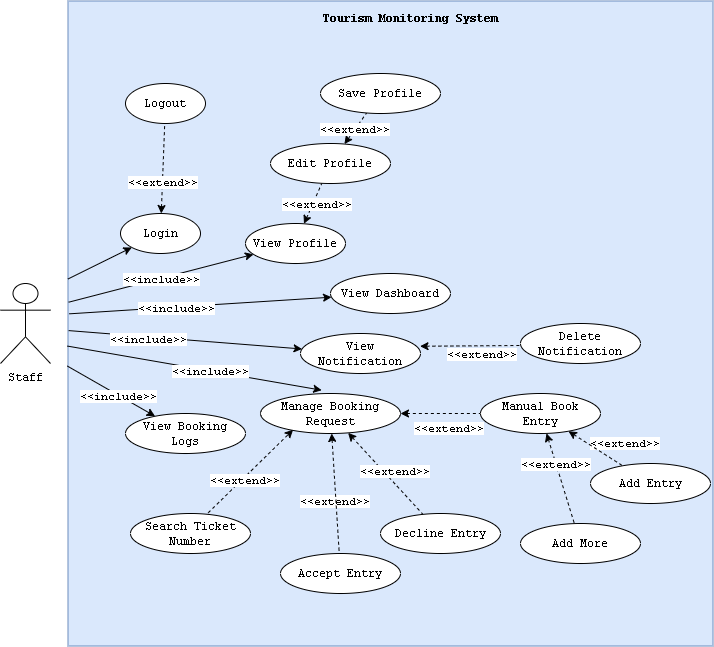 Tourism Monitoring System
Save Profile
Logout
<<extend>>
Edit Profile
<<extend>>
<<extend>>
Login
View Profile
<<include>>
View Dashboard
<<include>>
<<include>>
View
Notification
Delete
Notification
<<extend>>
Staff
<<include>>
<<include>>
Manage Booking
Request
Manual Book
Entry
<<extend>>
View Booking
Logs
<<extend>>
<<extend>>
<<extend>>
<<extend>>
Add Entry
<<extend>>
Search Ticket
Number
Decline Entry
Add More
Accept Entry